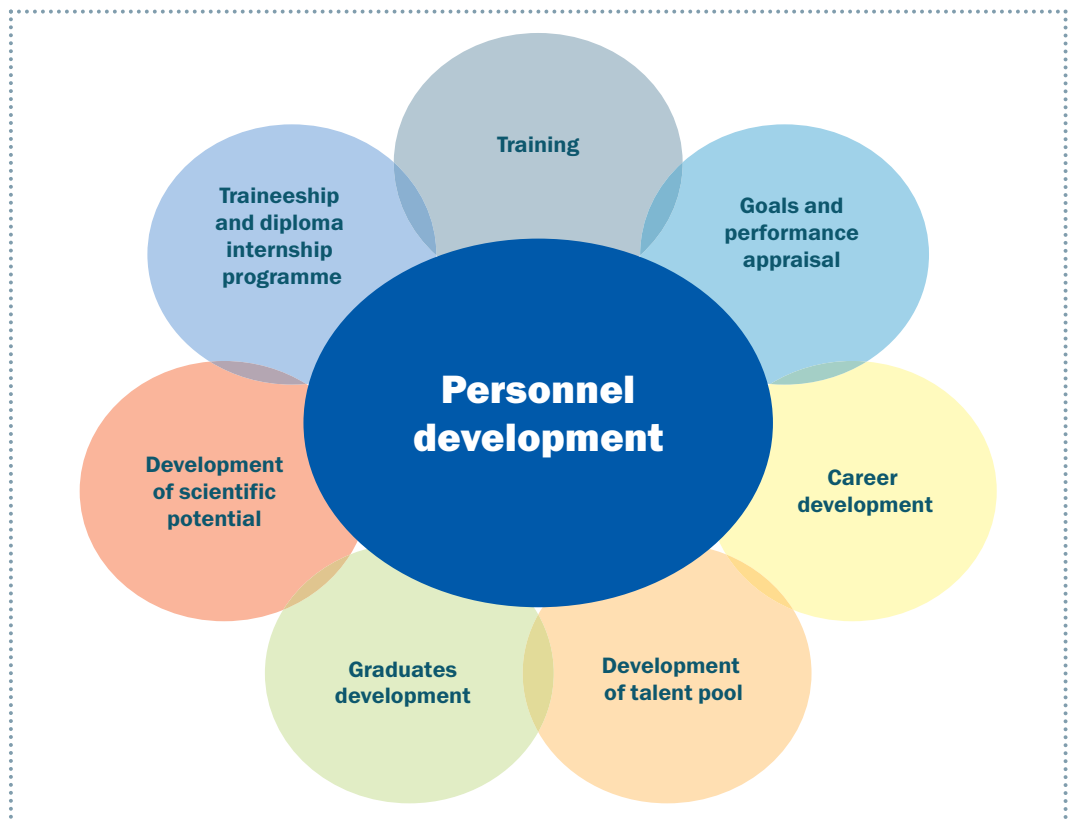 Training
Traineeship
and diploma
internship
programme
Goals and
performance
appraisal
Personnel
development
Development
of scientific
potential
Career
development
Graduates
development
Development
of talent pool